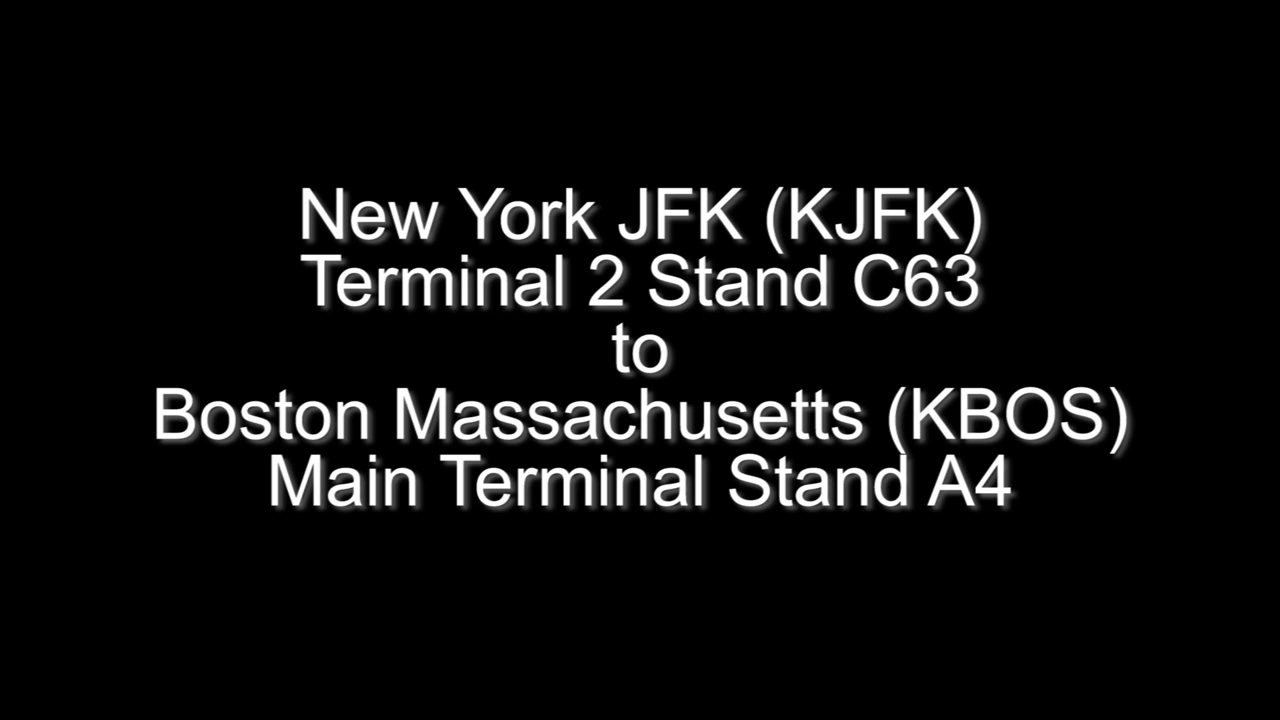 New York JFK (KJFK)
Terminal 2 Stand C63
to
Boston Massachusetts (KBOS)
Main Terminal Stand A4